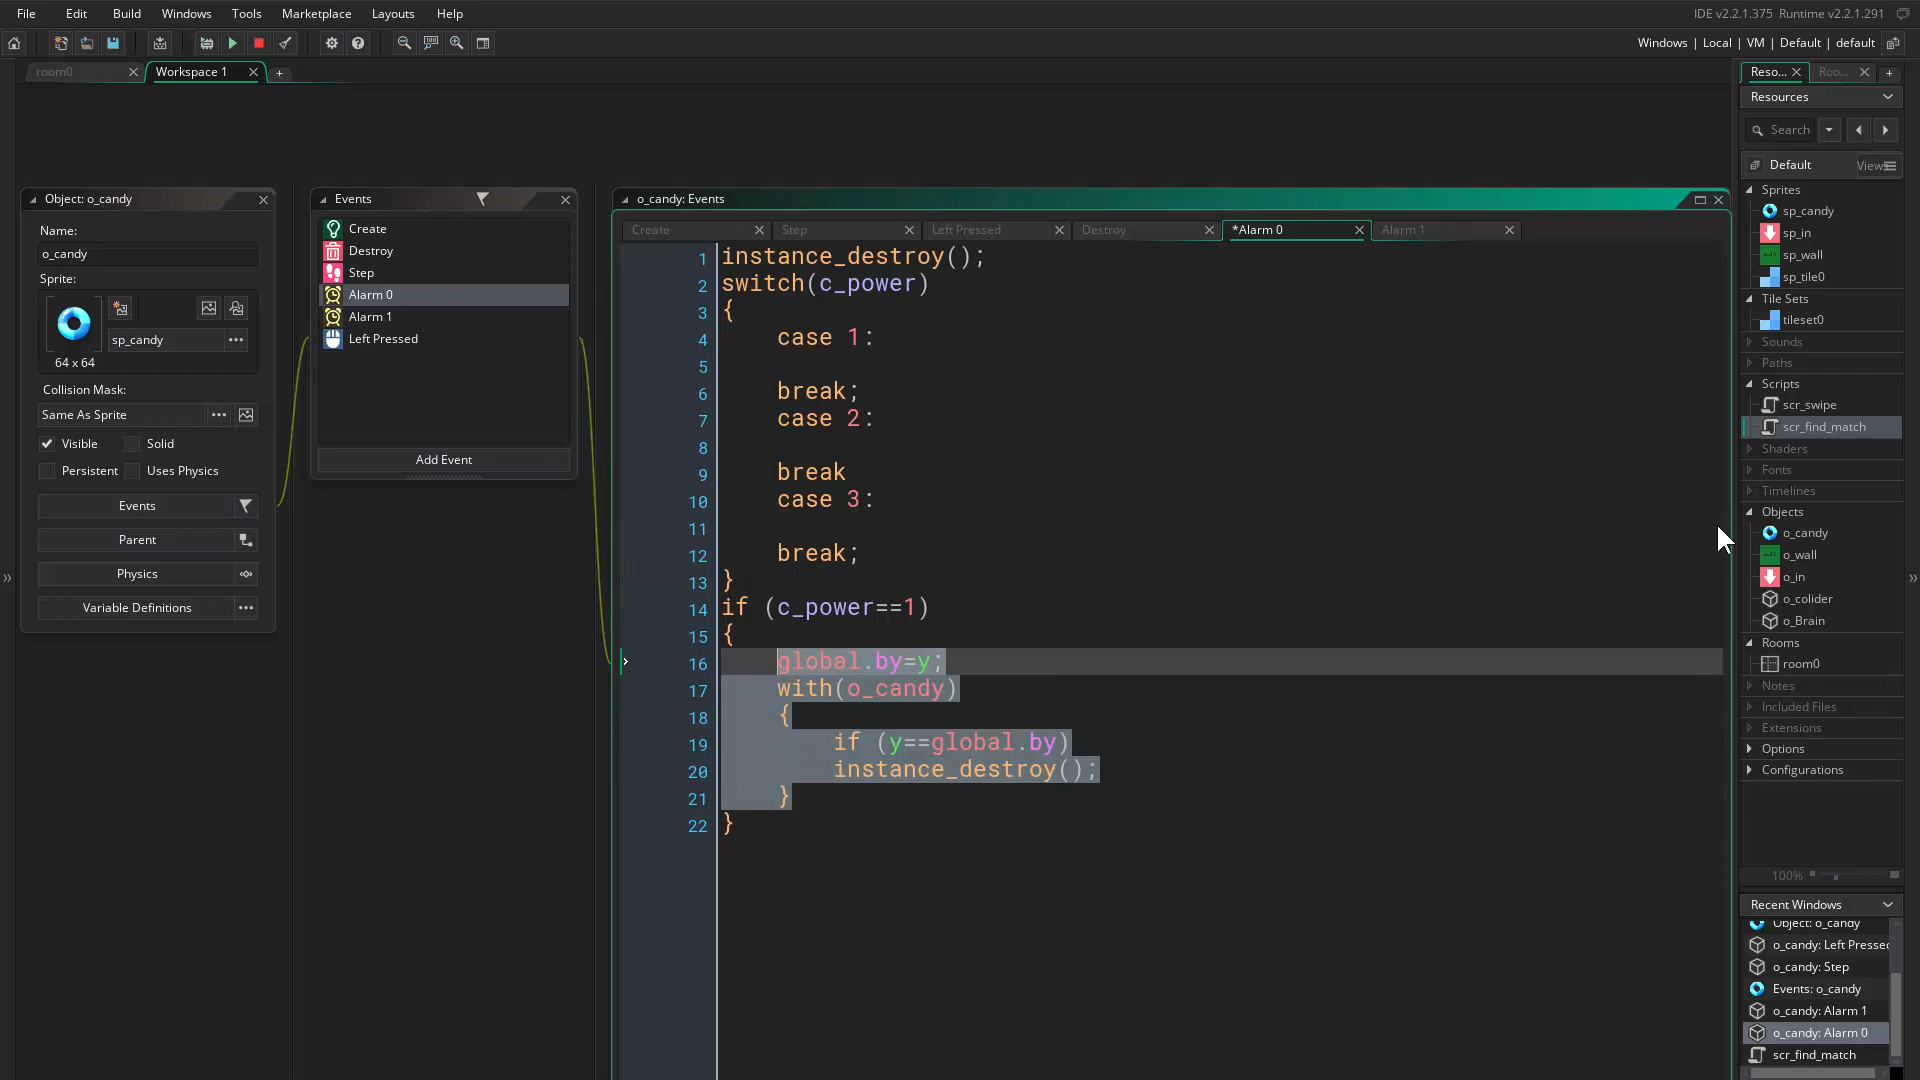 File Edit Build Windows Tools Marketplace Layouts Help
IDE v2.2.1.375 Runtime v2.2.1.291
Windows | Local | VM | Default | default
room0
Workspace 1
Reso...
Roo...
Resources
Search
Default
View
Object: o_candy
Name:
o_candy
Sprite:
sp_candy
64 x 64
Collision Mask:
Same As Sprite
Visible
Solid
Persistent
Uses Physics
Events
Parent
Physics
Variable Definitions
Events
Create
Destroy
Step
Alarm 0
Alarm 1
Left Pressed
Add Event
o_candy: Events
Create
Step
Left Pressed
Destroy
*Alarm 0
Alarm 1
1 instance_destroy();
2 switch(c_power)
3 {
4 case 1:
5
6 break;
7 case 2:
8
9 break
10 case 3:
11
12 break;
13 }
14 if (c_power==1)
15 {
16 global.by=y;
17 with(o_candy)
18 {
19 if (y==global.by)
20 instance_destroy();
21 }
22 }
Sprites
sp_candy
sp_in
sp_wall
sp_tile0
Tile Sets
tileset0
Sounds
Paths
Scripts
scr_swipe
scr_find_match
Shaders
Fonts
Timelines
Objects
o_candy
o_wall
o_in
o_colider
o_Brain
Rooms
room0
Notes
Included Files
Extensions
Options
Configurations
100%
Recent Windows
Object: o_candy
o_candy: Left Pressed
o_candy: Step
Events: o_candy
o_candy: Alarm 1
o_candy: Alarm 0
scr_find_match